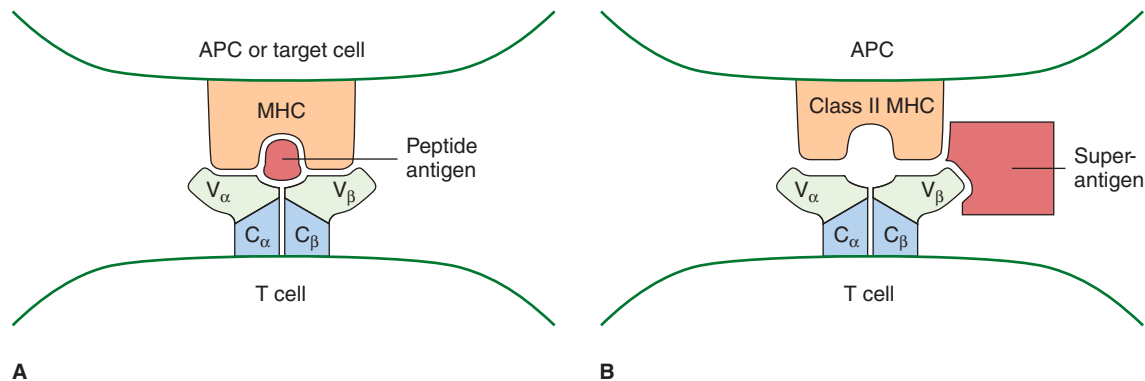 APC or target cell
MHC
Peptide
antigen
Vα
Vβ
Cα
Cβ
T cell
A
APC
Class II MHC
Super-
antigen
Vα
Vβ
Cα
Cβ
T cell
B